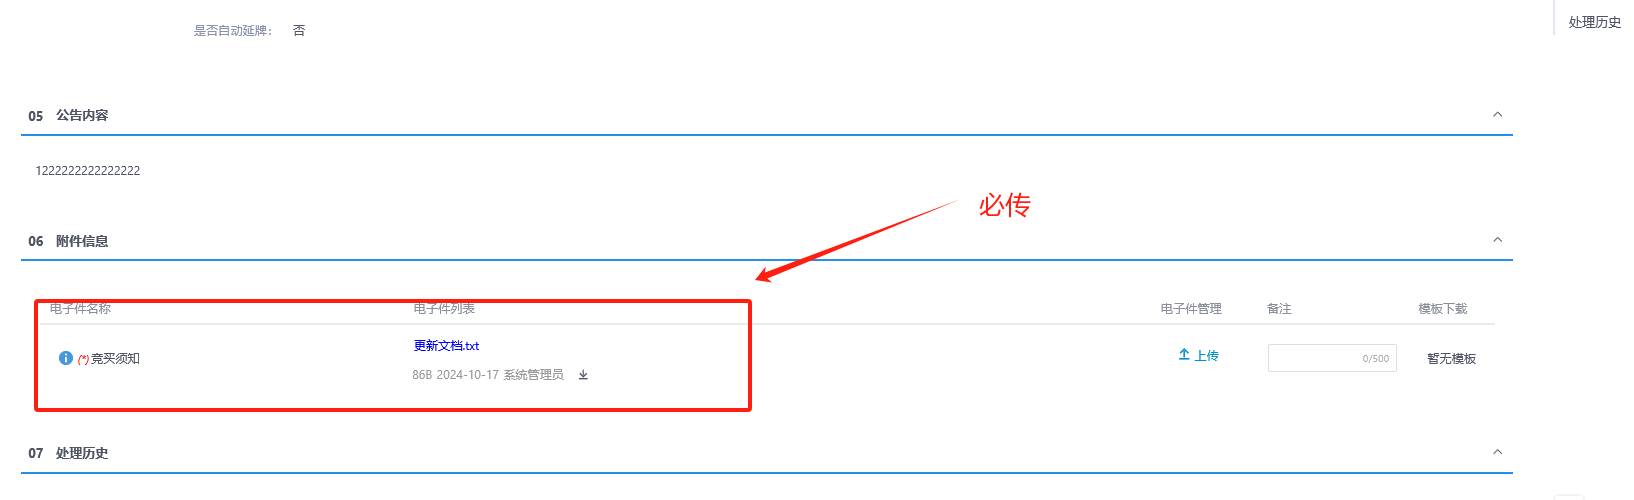 是否自动延牌： 否
处理历史
05 公告内容
1222222222222222
必传
06 附件信息
电子件名称 电子件列表 电子件管理 备注 模板下载
(*)竞买须知 更新文档.txt 上传 0/500 暂无模板
86B 2024-10-17 系统管理员
07 处理历史